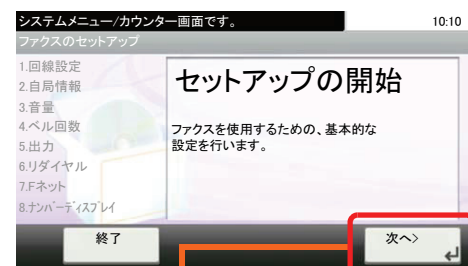 システムメニュー/カウンター画面です。
10:10
ファクスのセットアップ
1.回線設定
2.自局情報
3.音量
4.ベル回数
5.出力
6.リダイヤル
7.Fネット
8.ナンバーディスプレイ
セットアップの開始
ファクスを使用するための、基本的な
設定を行います。
終了
次へ>